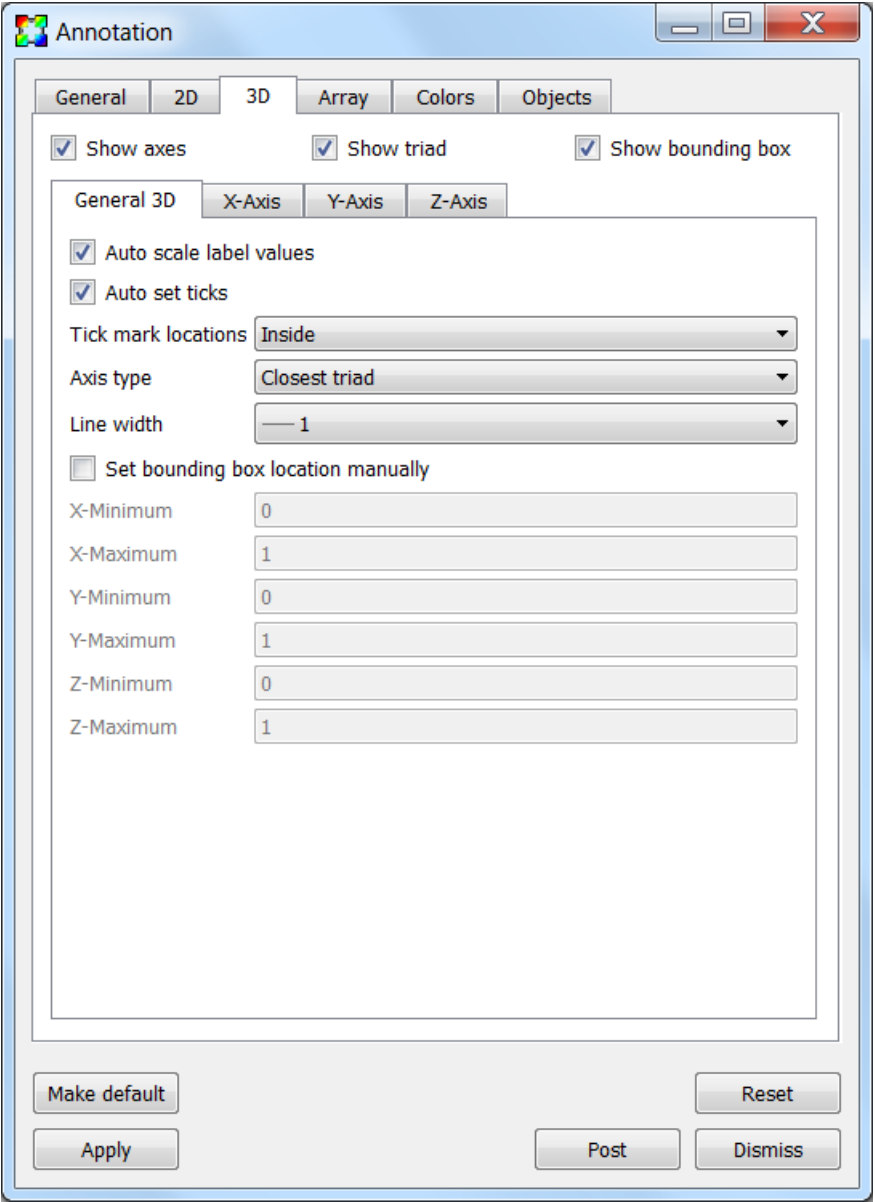 Annotation
General 2D 3D Array Colors Objects
Show axes Show triad Show bounding box
General 3D X-Axis Y-Axis Z-Axis
Auto scale label values
Auto set ticks
Tick mark locations Inside
Axis type Closest triad
Line width 1
Set bounding box location manually
X-Minimum 0
X-Maximum 1
Y-Minimum 0
Y-Maximum 1
Z-Minimum 0
Z-Maximum 1
Make default Reset
Apply Post Dismiss